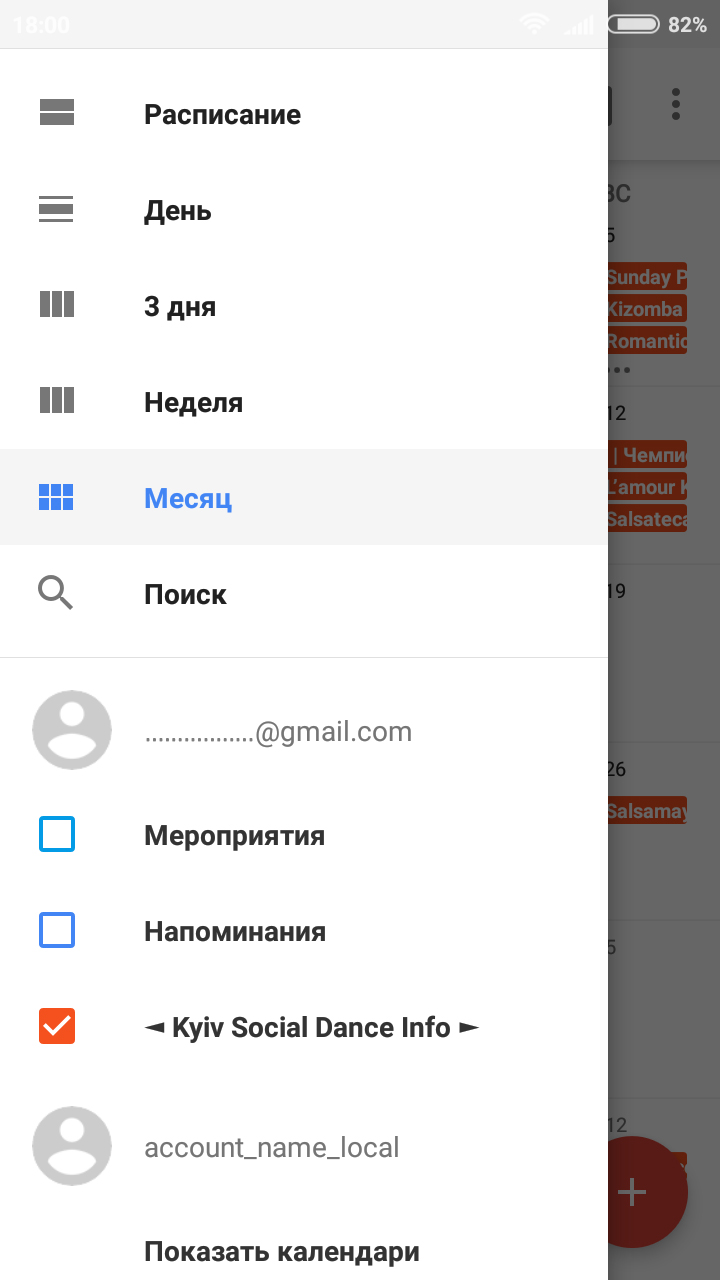 18:00
82%
Расписание
День
3 дня
Неделя
Месяц
Поиск
.................@gmail.com
Мероприятия
Напоминания
◄ Kyiv Social Dance Info ►
account_name_local
Показать календари
ВС
5
Sunday P
Kizomba
Romantic
12
| Чемпи
L'amour K
Salsateca
19
26
Salsamay
5
12